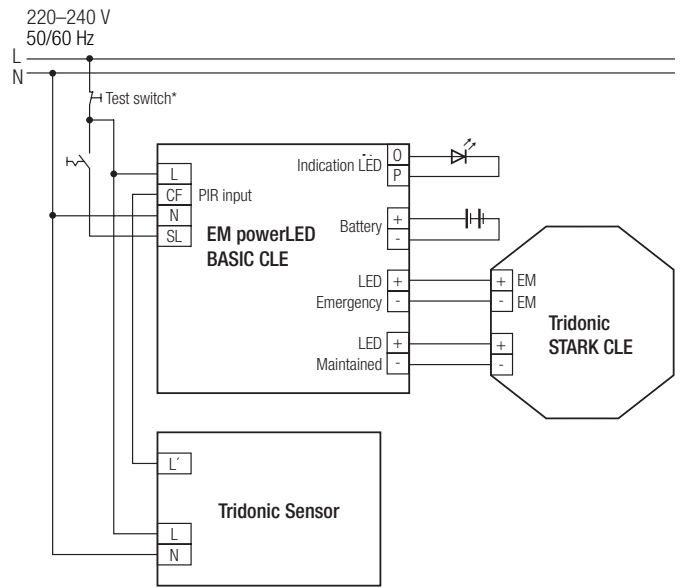 220–240 V
50/60 Hz
L
N
Test switch*
L
CF
N
SL
PIR input
EM powerLED
BASIC CLE
Indication LED
O
P
Battery
+
-
LED
Emergency
+
-
LED
Maintained
+
-
+
-
EM
EM
+
-
Tridonic
STARK CLE
L´
L
N
Tridonic Sensor